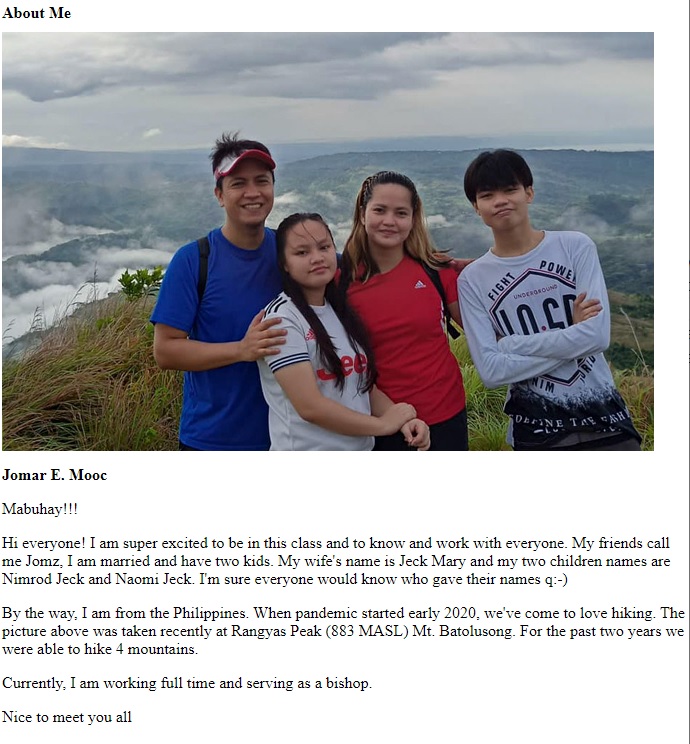 About Me
adidas
Jee
FIGHT POWER
UNDERGROUND
DENIM
Jomar E. Mooc
Mabuhay!!!
Hi everyone! I am super excited to be in this class and to know and work with everyone. My friends call
me Jomz, I am married and have two kids. My wife's name is Jeck Mary and my two children names are
Nimrod Jeck and Naomi Jeck. I'm sure everyone would know who gave their names q:-)
By the way, I am from the Philippines. When pandemic started early 2020, we've come to love hiking. The
picture above was taken recently at Rangyas Peak (883 MASL) Mt. Batolusong. For the past two years we
were able to hike 4 mountains.
Currently, I am working full time and serving as a bishop.
Nice to meet you all